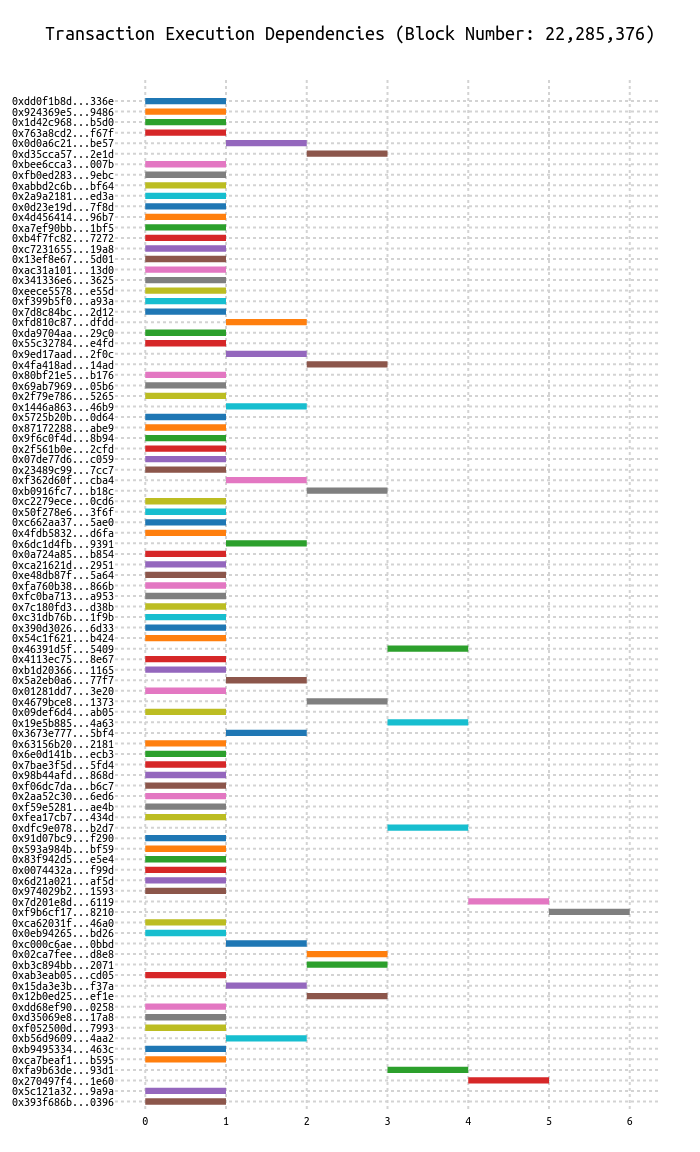 Transaction Execution Dependencies (Block Number: 22,285,376)
0xdd0f1b8d...336e
0x924369e5...9486
0x1d42c968...b5d0
0x763a8cd2...f67f
0x0d0a6c21...be57
0xd35cca57...2e1d
0xbee6cca3...007b
0xfb0ed283...9ebc
0xabbd2c6b...bf64
0x2a9a2181...ed3a
0x0d23e19d...7f8d
0x4d456414...96b7
0xa7ef90bb...1bf5
0xb4f7fc82...7272
0xc7231655...19a8
0x13ef8e67...5d01
0xac31a101...13d0
0x341336e6...3625
0xeece5578...e55d
0xf399b5f0...a93a
0x7d8c84bc...2d12
0xfd810c87...dfdd
0xda9704aa...29c0
0x55c32784...e4fd
0x9ed17aad...2f0c
0x4fa418ad...14ad
0x80bf21e5...b176
0x69ab7969...05b6
0x2f79e786...5265
0x1446a863...46b9
0x5725b20b...0d64
0x87172288...abe9
0x9f6c0f4d...8b94
0x2f561b0e...2cfd
0x07de77d6...c059
0x23489c99...7cc7
0xf362d60f...cba4
0xb0916fc7...b18c
0xc2279ece...0cd6
0x50f278e6...3f6f
0xc662aa37...5ae0
0x4fdb5832...d6fa
0x6dc1d4fb...9391
0x0a724a85...b854
0xca21621d...2951
0xe48db87f...5a64
0xfa760b38...866b
0xfc0ba713...a953
0x7c180fd3...d38b
0xc31db76b...1f9b
0x390d3026...6d33
0x54c1f621...b424
0x46391d5f...5409
0x4113ec75...8e67
0xb1d20366...1165
0x5a2eb0a6...77f7
0x01281dd7...3e20
0x4679bce8...1373
0x09def6d4...ab05
0x19e5b885...4a63
0x3673e777...5bf4
0x63156b20...2181
0x6e0d141b...ecb3
0x7bae3f5d...5fd4
0x98b44afd...868d
0xf06dc7da...b6c7
0x2aa52c30...6ed6
0xf59e5281...ae4b
0xfea17cb7...434d
0xdfc9e078...b2d7
0x91d07bc9...f290
0x593a984b...bf59
0x83f942d5...e5e4
0x0074432a...f99d
0x6d21a021...af5d
0x974029b2...1593
0x7d201e8d...6119
0xf9b6cf17...8210
0xca62031f...46a0
0x0eb94265...bd26
0xc000c6ae...0bbd
0x02ca7fee...d8e8
0xb3c894bb...2071
0xab3eab05...cd05
0x15da3e3b...f37a
0x12b0ed25...ef1e
0xdd68ef90...0258
0xd35069e8...17a8
0xf052500d...7993
0xb56d9609...4aa2
0xb9495334...463c
0xca7beaf1...b595
0xfa9b63de...93d1
0x270497f4...1e60
0x5c121a32...9a9a
0x393f686b...0396
0 1 2 3 4 5 6